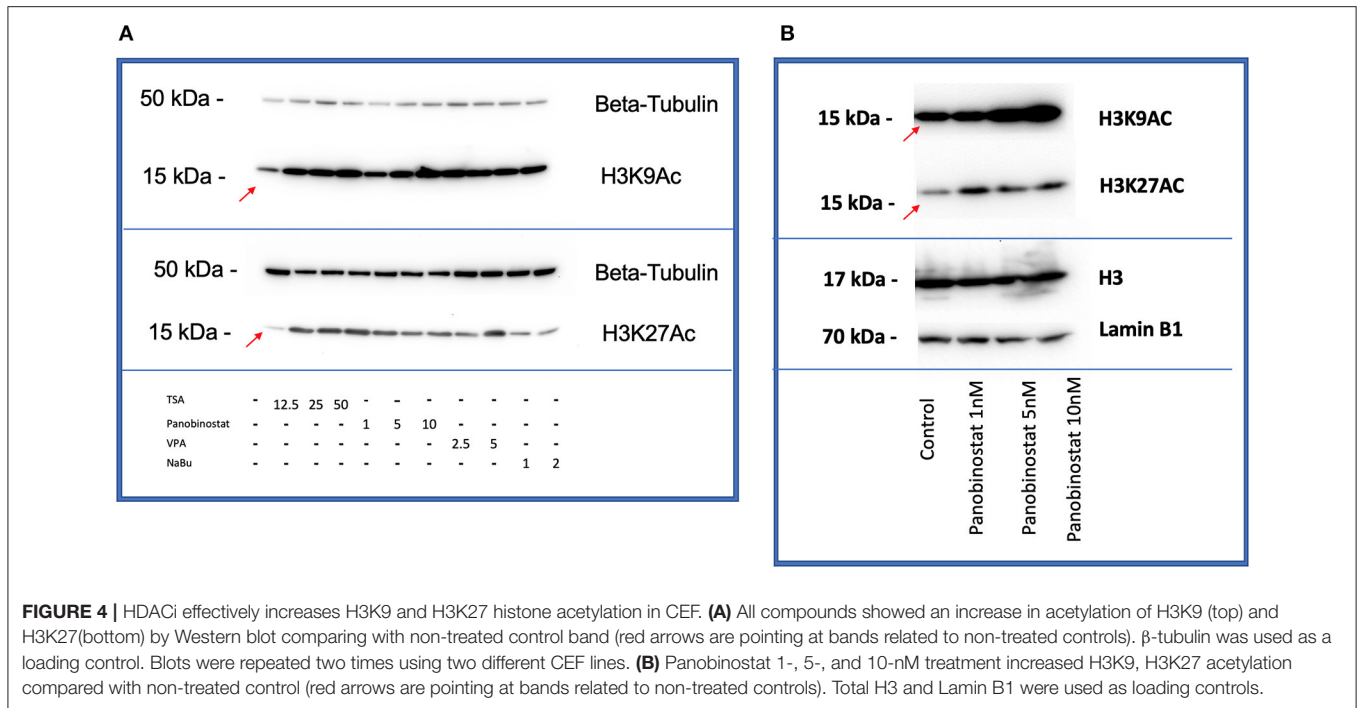 A
50 kDa -
Beta-Tubulin
15 kDa -
H3K9Ac
50 kDa -
Beta-Tubulin
15 kDa -
H3K27Ac
TSA - 12.5 25 50 - - - - - - -
Panobinostat - - - - 1 5 10 - - - -
VPA - - - - - - - 2.5 5 - -
NaBu - - - - - - - - - 1 2
B
15 kDa -
H3K9AC
15 kDa -
H3K27AC
17 kDa -
H3
70 kDa -
Lamin B1
Control
Panobinostat 1nM
Panobinostat 5nM
Panobinostat 10nM
FIGURE 4 | HDACi effectively increases H3K9 and H3K27 histone acetylation in CEF. (A) All compounds showed an increase in acetylation of H3K9 (top) and
H3K27(bottom) by Western blot comparing with non-treated control band (red arrows are pointing at bands related to non-treated controls). β-tubulin was used as a
loading control. Blots were repeated two times using two different CEF lines. (B) Panobinostat 1-, 5-, and 10-nM treatment increased H3K9, H3K27 acetylation
compared with non-treated control (red arrows are pointing at bands related to non-treated controls). Total H3 and Lamin B1 were used as loading controls.